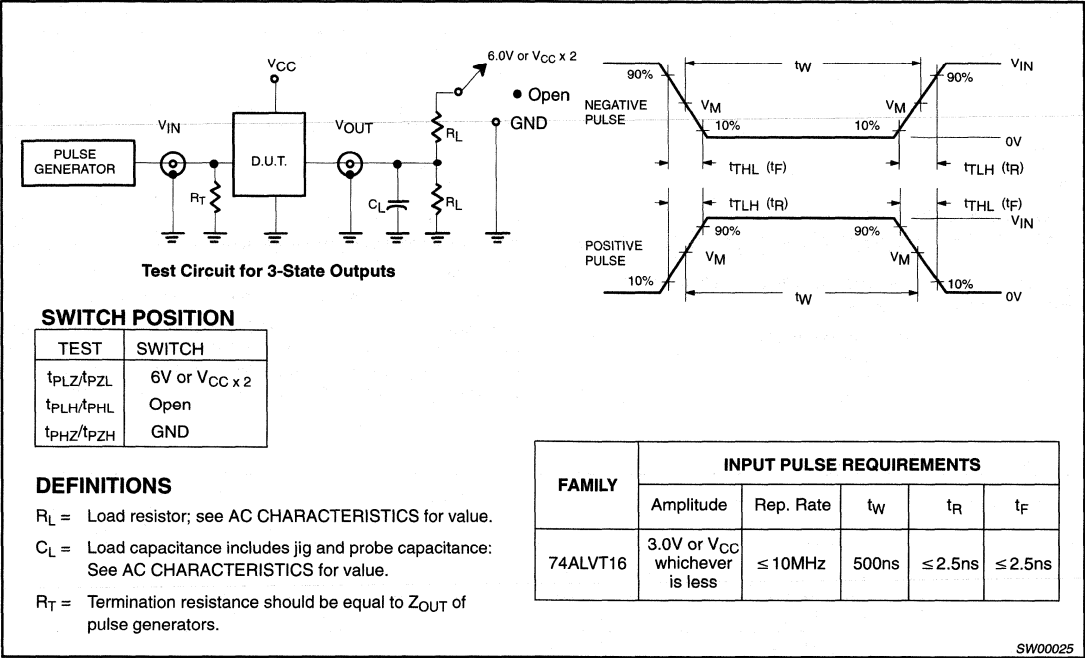 VCC
6.0V or VCC x 2
Open
GND
VIN
VOUT
PULSE
GENERATOR
D.U.T.
RT
CL
RL
RL
Test Circuit for 3-State Outputs
tW
VIN
90%
90%
NEGATIVE
PULSE
VM
VM
10%
10%
0V
tTHL (tF)
tTLH (tR)
tTLH (tR)
tTHL (tF)
VIN
90%
90%
POSITIVE
PULSE
VM
VM
10%
10%
tW
0V
SWITCH POSITION
TEST SWITCH
tPLZ/tPZL 6V or VCC x 2
tPLH/tPHL Open
tPHZ/tPZH GND
DEFINITIONS
RL = Load resistor; see AC CHARACTERISTICS for value.
CL = Load capacitance includes jig and probe capacitance:
See AC CHARACTERISTICS for value.
RT = Termination resistance should be equal to ZOUT of
pulse generators.
FAMILY
INPUT PULSE REQUIREMENTS
Amplitude Rep. Rate tW tR tF
74ALVT16
3.0V or VCC
whichever
is less
≤10MHz 500ns ≤2.5ns ≤2.5ns
SW00025